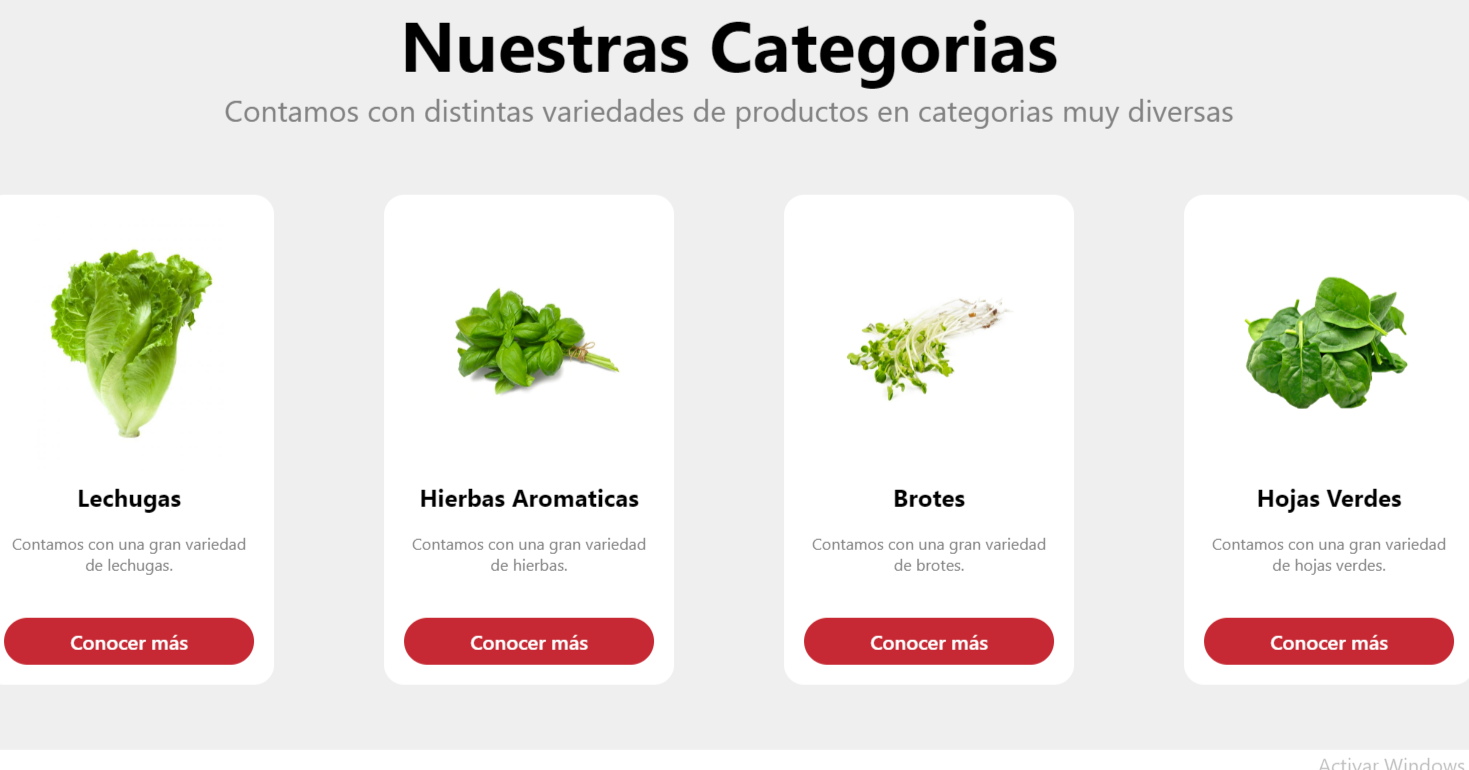 Nuestras Categorias
Contamos con distintas variedades de productos en categorias muy diversas
Lechugas
Contamos con una gran variedad
de lechugas.
Conocer más
Hierbas Aromaticas
Contamos con una gran variedad
de hierbas.
Conocer más
Brotes
Contamos con una gran variedad
de brotes.
Conocer más
Hojas Verdes
Contamos con una gran variedad
de hojas verdes.
Conocer más
Activar Windows